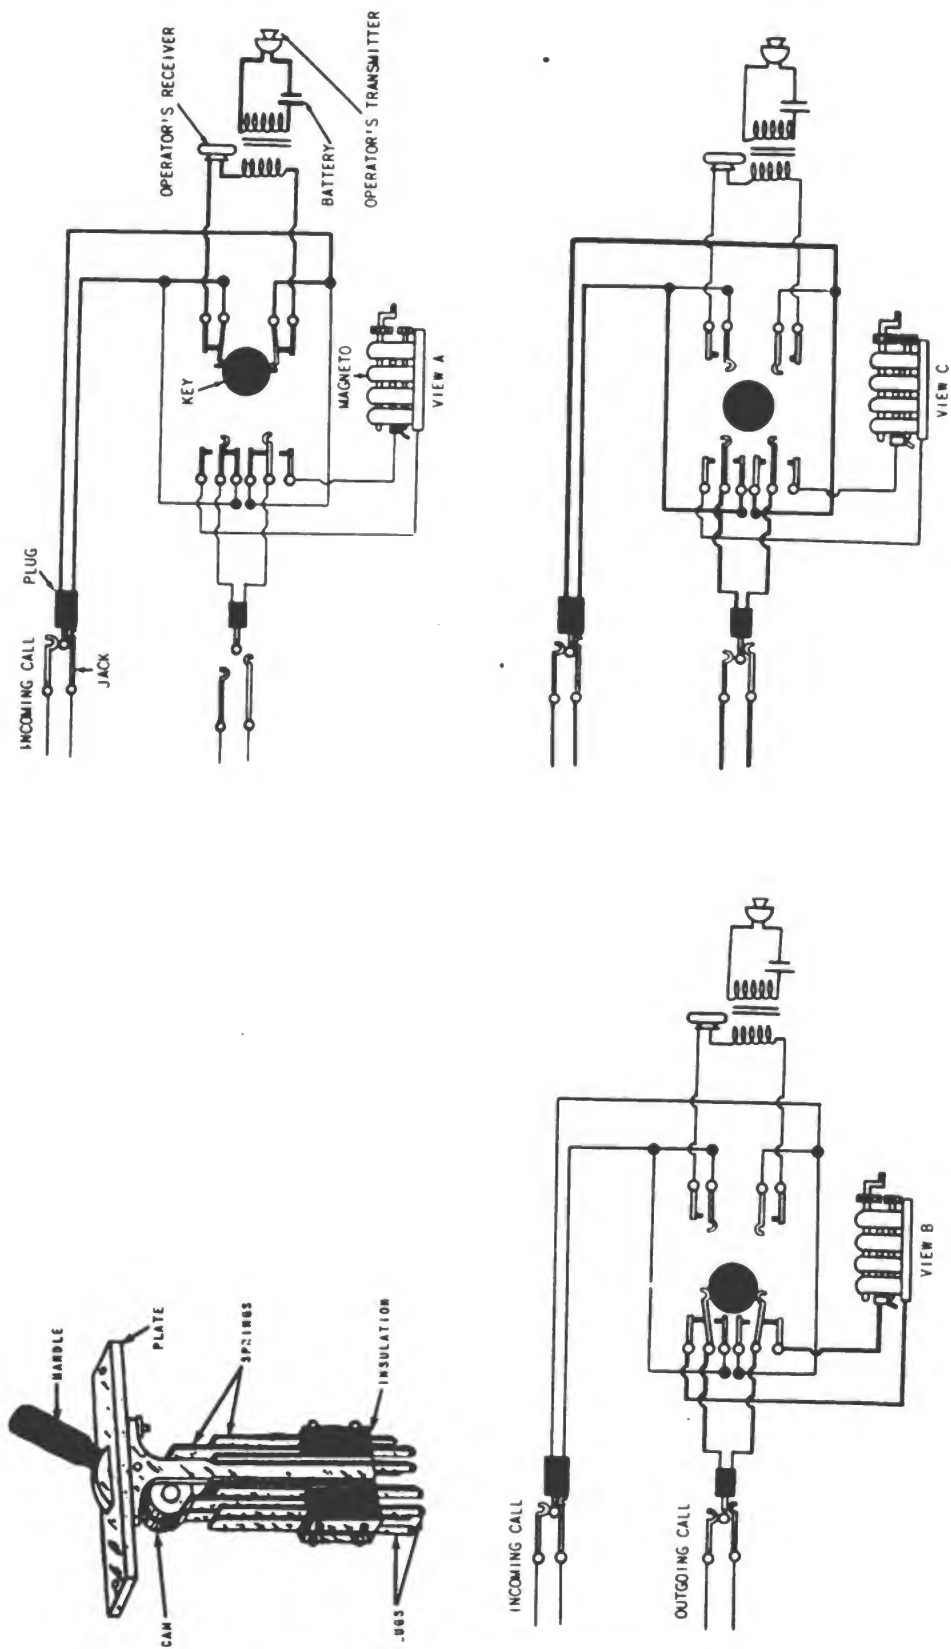 HANDLE
PLATE
CAM
SPRINGS
INSULATION
LUGS
INCOMING CALL
PLUG
JACK
OPERATOR'S RECEIVER
KEY
MAGNETO
BATTERY
OPERATOR'S TRANSMITTER
VIEW A
INCOMING CALL
OUTGOING CALL
VIEW B
VIEW C